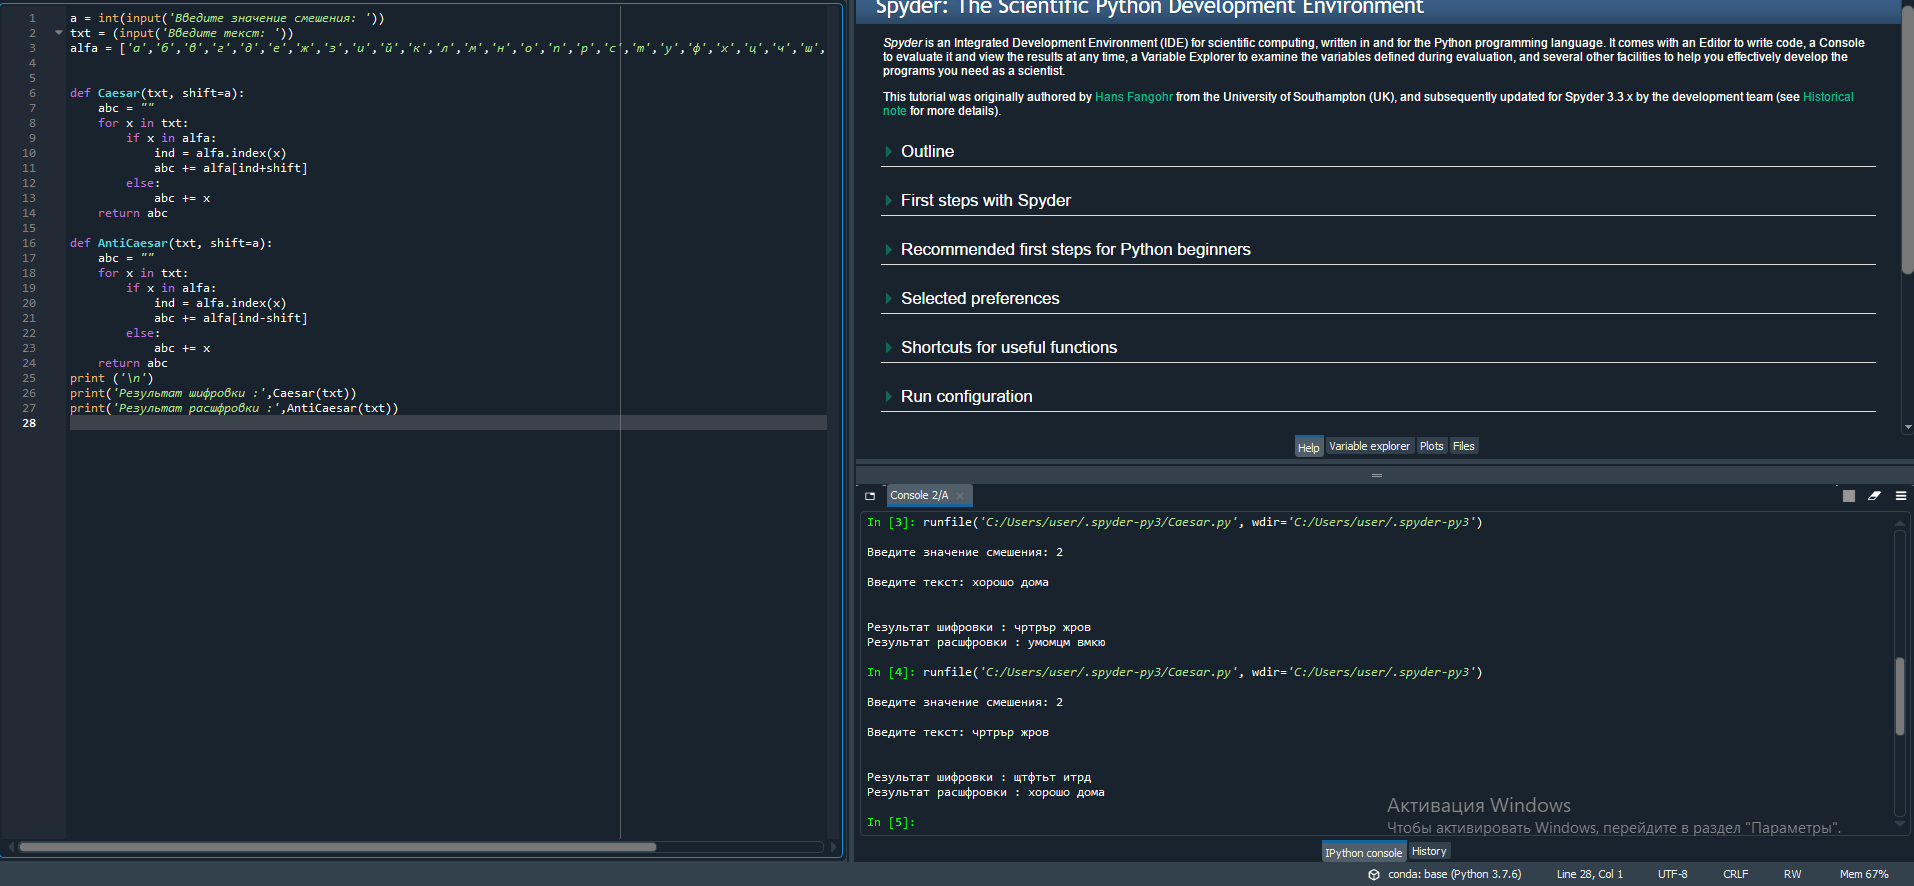 1 a = int(input('Введите значение смешения: '))
2 txt = (input('Введите текст: '))
3 alfa = ['а','б','в','г','д','е','ж','з','и','й','к','л','м','н','о','п','р','с','т','у','ф','х','ц','ч','ш',
4
5
6 def Caesar(txt, shift=a):
7 abc = ""
8 for x in txt:
9 if x in alfa:
10 ind = alfa.index(x)
11 abc += alfa[ind+shift]
12 else:
13 abc += x
14 return abc
15
16 def AntiCaesar(txt, shift=a):
17 abc = ""
18 for x in txt:
19 if x in alfa:
20 ind = alfa.index(x)
21 abc += alfa[ind-shift]
22 else:
23 abc += x
24 return abc
25 print ('\n')
26 print('Результат шифровки :',Caesar(txt))
27 print('Результат расшфровки :',AntiCaesar(txt))
28
Spyder: The Scientific Python Development Environment
Spyder is an Integrated Development Environment (IDE) for scientific computing, written in and for the Python programming language. It comes with an Editor to write code, a Console
to evaluate it and view the results at any time, a Variable Explorer to examine the variables defined during evaluation, and several other facilities to help you effectively develop the
programs you need as a scientist.
This tutorial was originally authored by Hans Fangohr from the University of Southampton (UK), and subsequently updated for Spyder 3.3.x by the development team (see Historical
note for more details).
Outline
First steps with Spyder
Recommended first steps for Python beginners
Selected preferences
Shortcuts for useful functions
Run configuration
Help Variable explorer Plots Files
Console 2/A
In [3]: runfile('C:/Users/user/.spyder-py3/Caesar.py', wdir='C:/Users/user/.spyder-py3')
Введите значение смешения: 2
Введите текст: хорошо дома
Результат шифровки : чртрър жров
Результат расшфровки : умомцм вмкю
In [4]: runfile('C:/Users/user/.spyder-py3/Caesar.py', wdir='C:/Users/user/.spyder-py3')
Введите значение смешения: 2
Введите текст: чртрър жров
Результат шифровки : щтфтьт итрд
Результат расшфровки : хорошо дома
In [5]:
Активация Windows
Чтобы активировать Windows, перейдите в раздел "Параметры".
IPython console History
conda: base (Python 3.7.6) Line 28, Col 1 UTF-8 CRLF RW Mem 67%